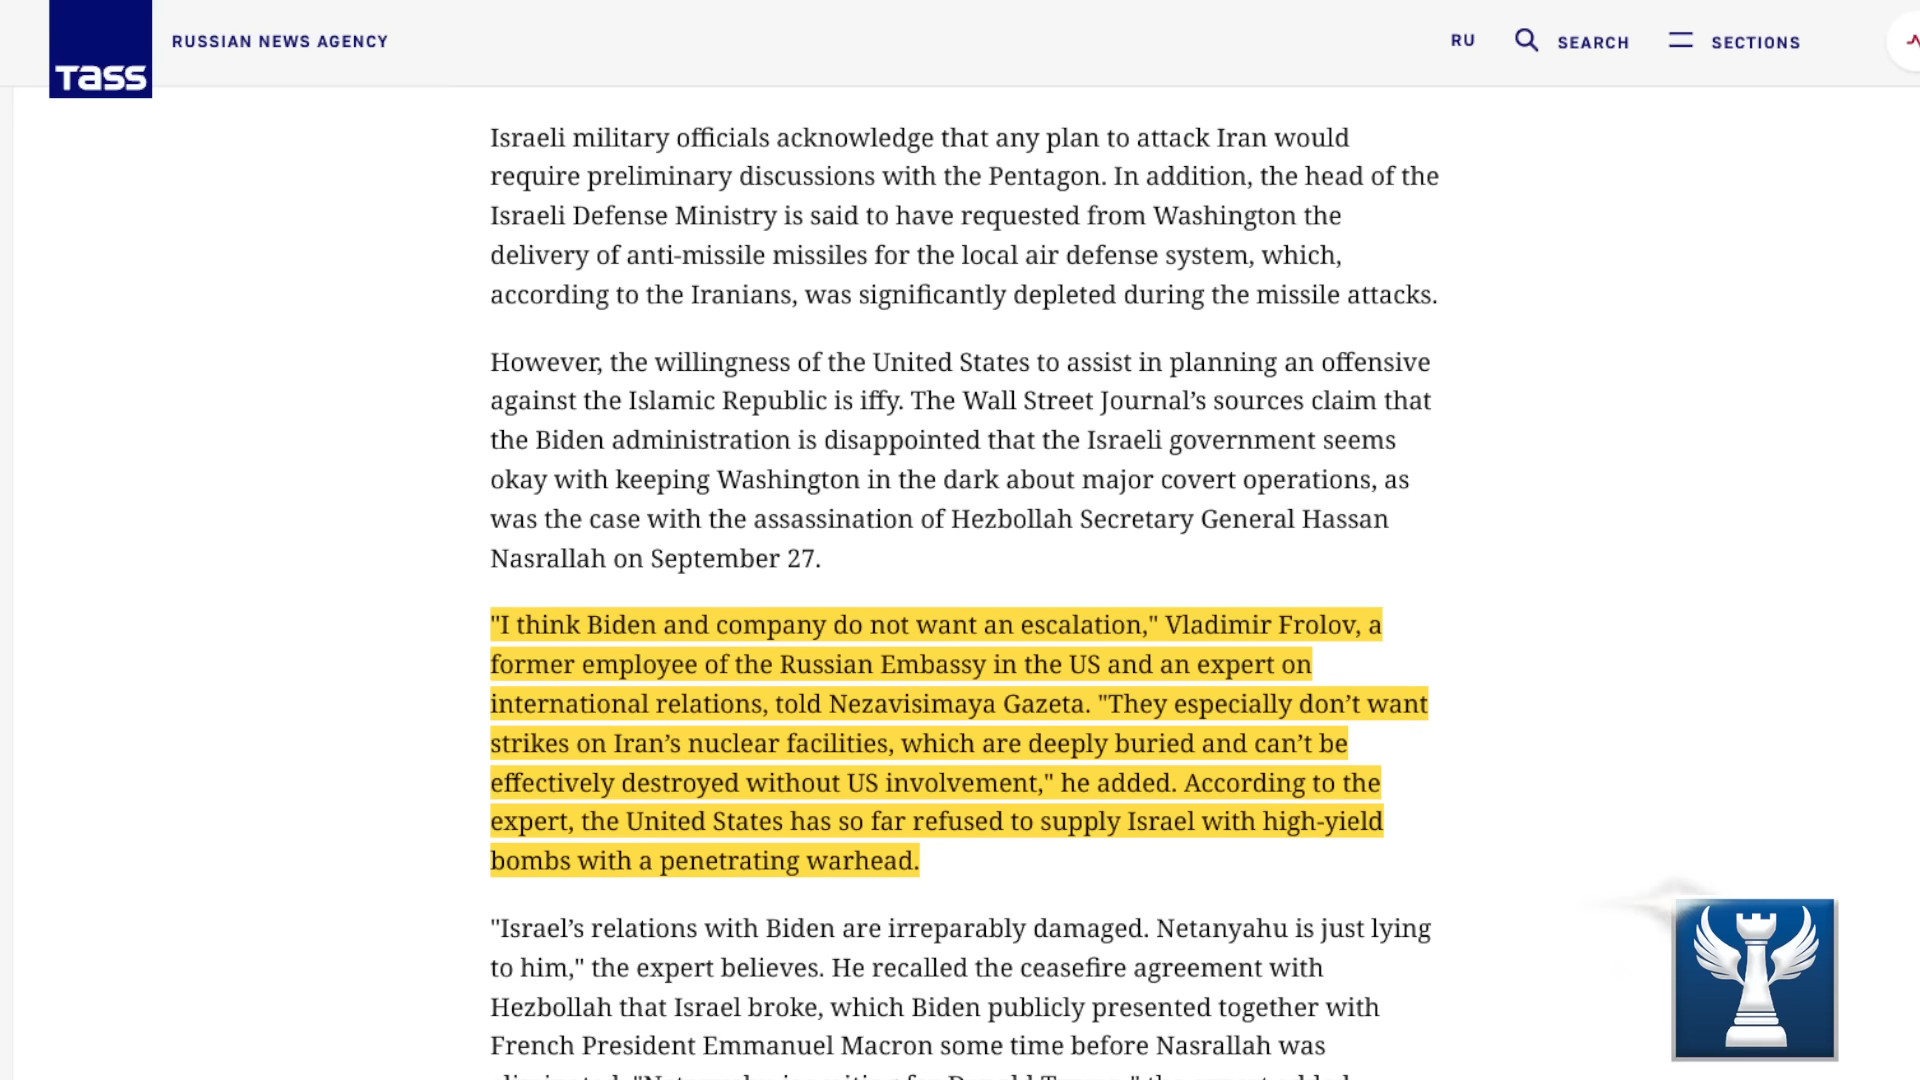 TASS
RUSSIAN NEWS AGENCY
RU
SEARCH
SECTIONS
Israeli military officials acknowledge that any plan to attack Iran would
require preliminary discussions with the Pentagon. In addition, the head of the
Israeli Defense Ministry is said to have requested from Washington the
delivery of anti-missile missiles for the local air defense system, which,
according to the Iranians, was significantly depleted during the missile attacks.
However, the willingness of the United States to assist in planning an offensive
against the Islamic Republic is iffy. The Wall Street Journal’s sources claim that
the Biden administration is disappointed that the Israeli government seems
okay with keeping Washington in the dark about major covert operations, as
was the case with the assassination of Hezbollah Secretary General Hassan
Nasrallah on September 27.
"I think Biden and company do not want an escalation," Vladimir Frolov, a
former employee of the Russian Embassy in the US and an expert on
international relations, told Nezavisimaya Gazeta. "They especially don’t want
strikes on Iran’s nuclear facilities, which are deeply buried and can’t be
effectively destroyed without US involvement," he added. According to the
expert, the United States has so far refused to supply Israel with high-yield
bombs with a penetrating warhead.
"Israel’s relations with Biden are irreparably damaged. Netanyahu is just lying
to him," the expert believes. He recalled the ceasefire agreement with
Hezbollah that Israel broke, which Biden publicly presented together with
French President Emmanuel Macron some time before Nasrallah was